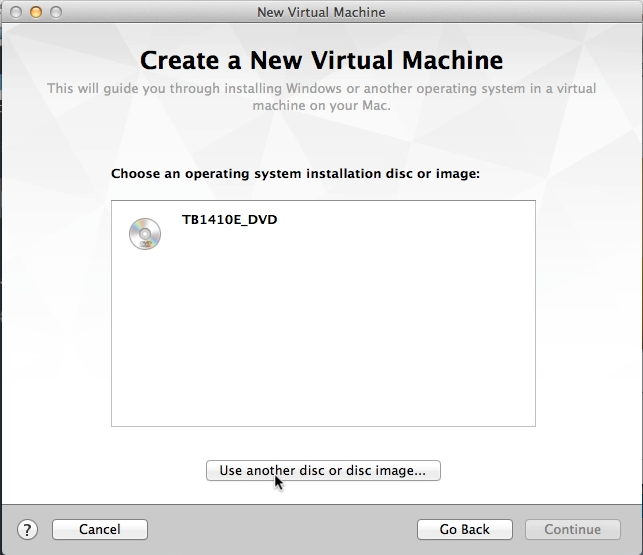 New Virtual Machine
Create a New Virtual Machine
This will guide you through installing Windows or another operating system in a virtual
machine on your Mac.
Choose an operating system installation disc or image:
TB1410E_DVD
DVD
Use another disc or disc image...
? Cancel Go Back Continue